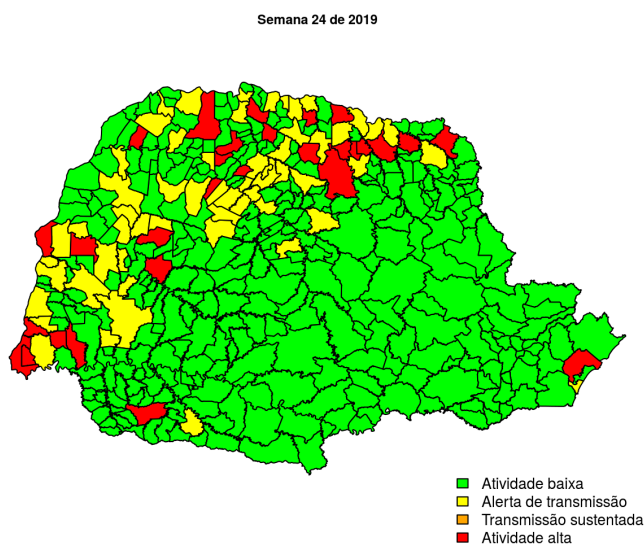 Semana 24 de 2019
Atividade baixa
Alerta de transmissão
Transmissão sustentada
Atividade alta